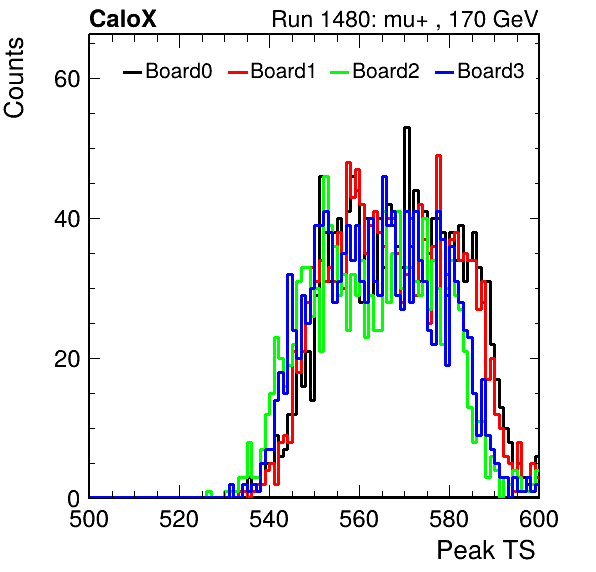 CaloX Run 1480: mu+ , 170 GeV
Counts
60
Board0 Board1 Board2 Board3
40
20
0
500 520 540 560 580 600
Peak TS